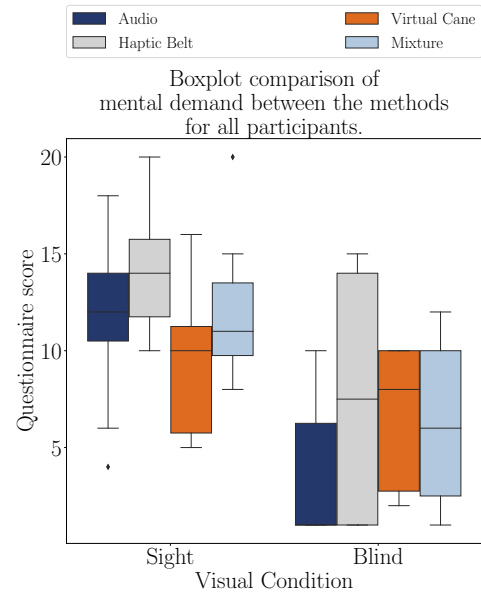 Audio
Haptic Belt
Virtual Cane
Mixture
Boxplot comparison of
mental demand between the methods
for all participants.
Questionnaire score
20
15
10
5
Sight
Blind
Visual Condition